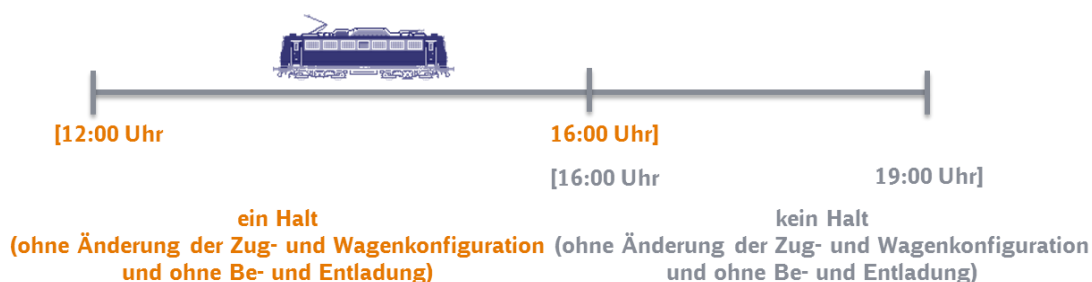 [12:00 Uhr
16:00 Uhr]
[16:00 Uhr
19:00 Uhr]
ein Halt
(ohne Änderung der Zug- und Wagenkonfiguration
und ohne Be- und Entladung)
kein Halt
(ohne Änderung der Zug- und Wagenkonfiguration
und ohne Be- und Entladung)